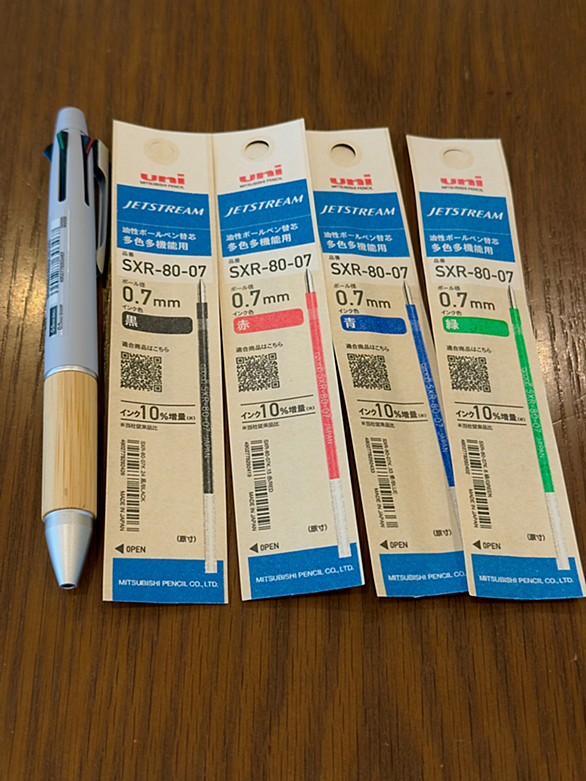 uni
MITSUBISHI PENCIL
JETSTREAM
油性ボールペン替芯
多色多機能用
品番
SXR-80-07
ボール径
0.7mm
インク色
黒
適合商品はこちら
インク10%増量(※)
※当社従来品比
SXR-80-07K.24 黒/BLACK
MADE IN JAPAN
(原寸)
OPEN
MITSUBISHI PENCIL CO., LTD.
uni
MITSUBISHI PENCIL
JETSTREAM
油性ボールペン替芯
多色多機能用
品番
SXR-80-07
ボール径
0.7mm
インク色
赤
適合商品はこちら
インク10%増量(※)
※当社従来品比
SXR-80-07K.15 赤/RED
MADE IN JAPAN
(原寸)
OPEN
MITSUBISHI PENCIL CO., LTD.
uni
MITSUBISHI PENCIL
JETSTREAM
油性ボールペン替芯
多色多機能用
品番
SXR-80-07
ボール径
0.7mm
インク色
青
適合商品はこちら
インク10%増量(※)
※当社従来品比
MADE IN JAPAN
(原寸)
OPEN
MITSUBISHI PENCIL CO., LTD.
uni
MITSUBISHI PENCIL
JETSTREAM
油性ボールペン替芯
多色多機能用
品番
SXR-80-07
ボール径
0.7mm
インク色
緑
適合商品はこちら
インク10%増量(※)
※当社従来品比
MADE IN JAPAN
(原寸)
OPEN
MITSUBISHI PENCIL CO., LTD.